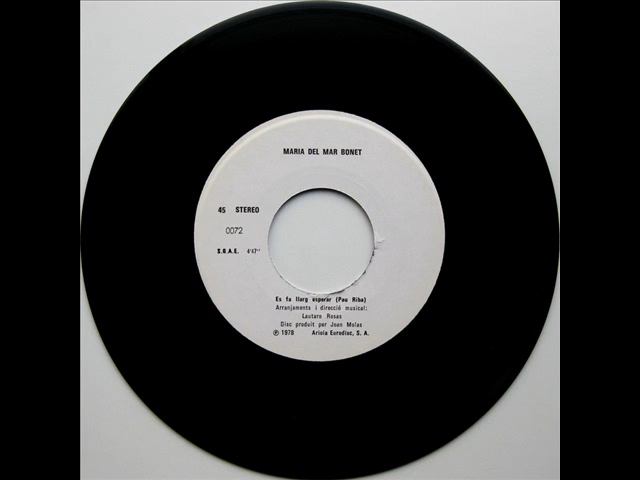 MARIA DEL MAR BONET
45 STEREO
0072
S.G.A.E. 4'47"
Es fa llarg esperar (Pau Riba)
Arranjaments i direcció musical:
Lautaro Rosas
Disc produit per Joan Molas
℗ 1978 Ariola Eurodisc, S. A.